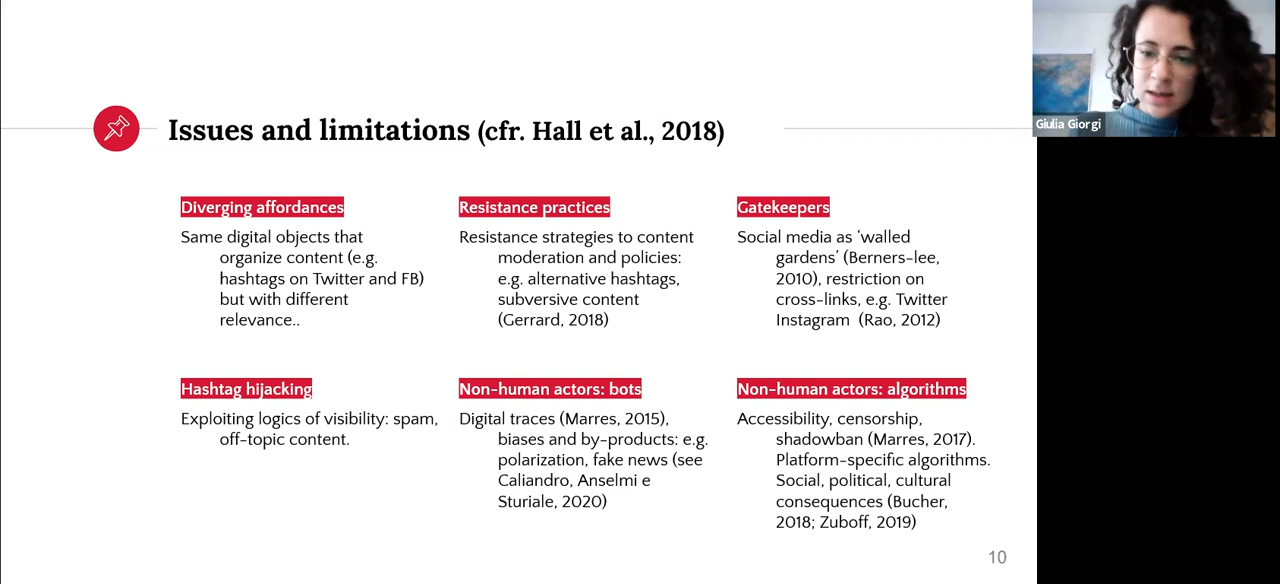 Issues and limitations (cfr. Hall et al., 2018)
Giulia Giorgi
Diverging affordances
Same digital objects that
organize content (e.g.
hashtags on Twitter and FB)
but with different
relevance..
Resistance practices
Resistance strategies to content
moderation and policies:
e.g. alternative hashtags,
subversive content
(Gerrard, 2018)
Gatekeepers
Social media as ‘walled
gardens’ (Berners-lee,
2010), restriction on
cross-links, e.g. Twitter
Instagram (Rao, 2012)
Hashtag hijacking
Exploiting logics of visibility: spam,
off-topic content.
Non-human actors: bots
Digital traces (Marres, 2015),
biases and by-products: e.g.
polarization, fake news (see
Caliandro, Anselmi e
Sturiale, 2020)
Non-human actors: algorithms
Accessibility, censorship,
shadowban (Marres, 2017).
Platform-specific algorithms.
Social, political, cultural
consequences (Bucher,
2018; Zuboff, 2019)
10